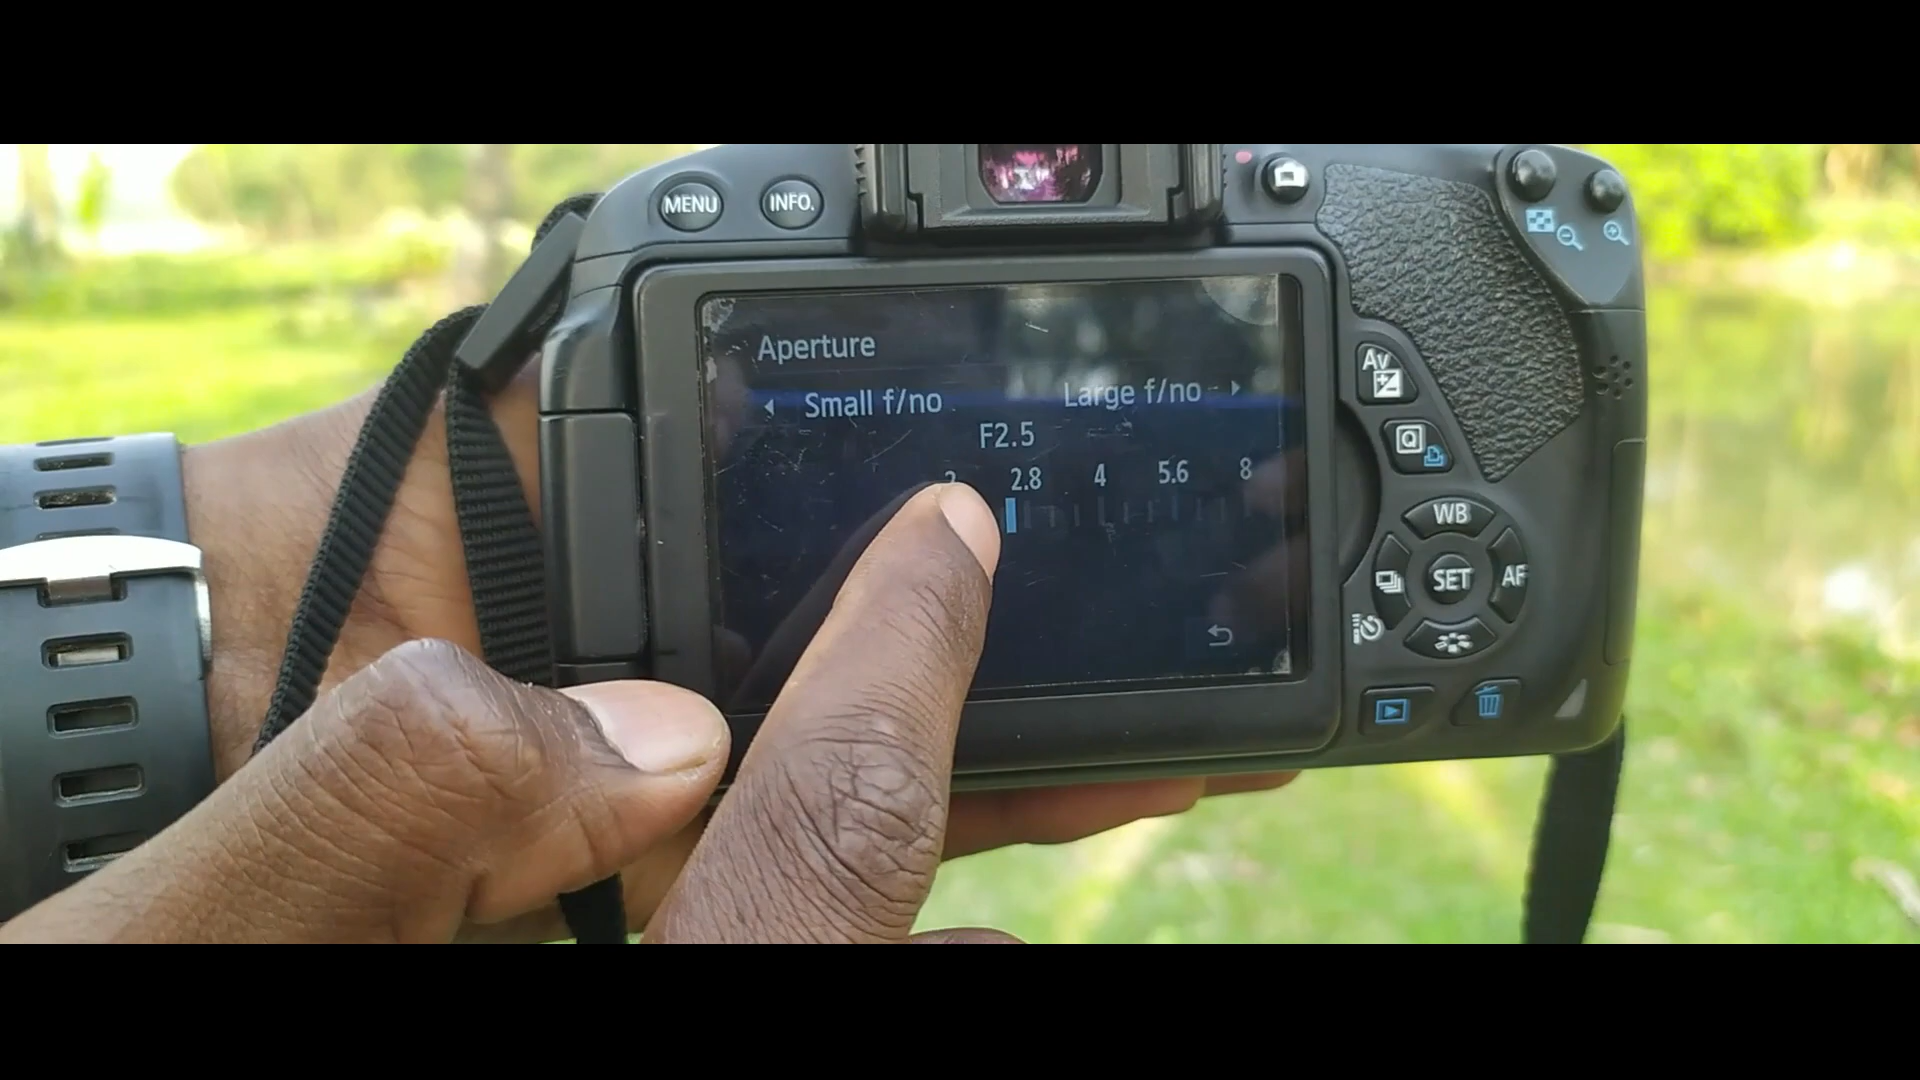 MENU INFO.
Aperture
Small f/no Large f/no
F2.5
2 2.8 4 5.6 8
Av
Q
WB
SET
AF